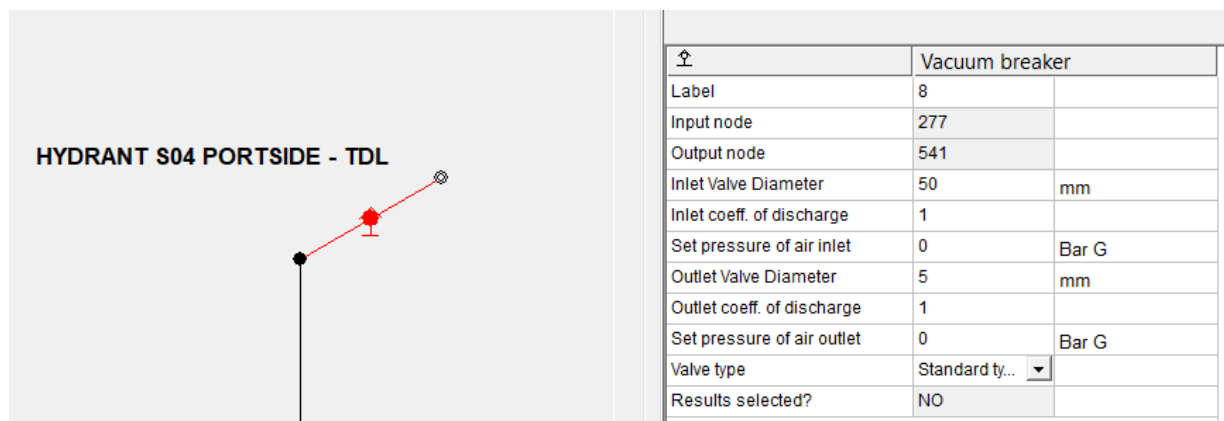 HYDRANT S04 PORTSIDE - TDL
Vacuum breaker
Label 8
Input node 277
Output node 541
Inlet Valve Diameter 50 mm
Inlet coeff. of discharge 1
Set pressure of air inlet 0 Bar G
Outlet Valve Diameter 5 mm
Outlet coeff. of discharge 1
Set pressure of air outlet 0 Bar G
Valve type Standard ty...
Results selected? NO